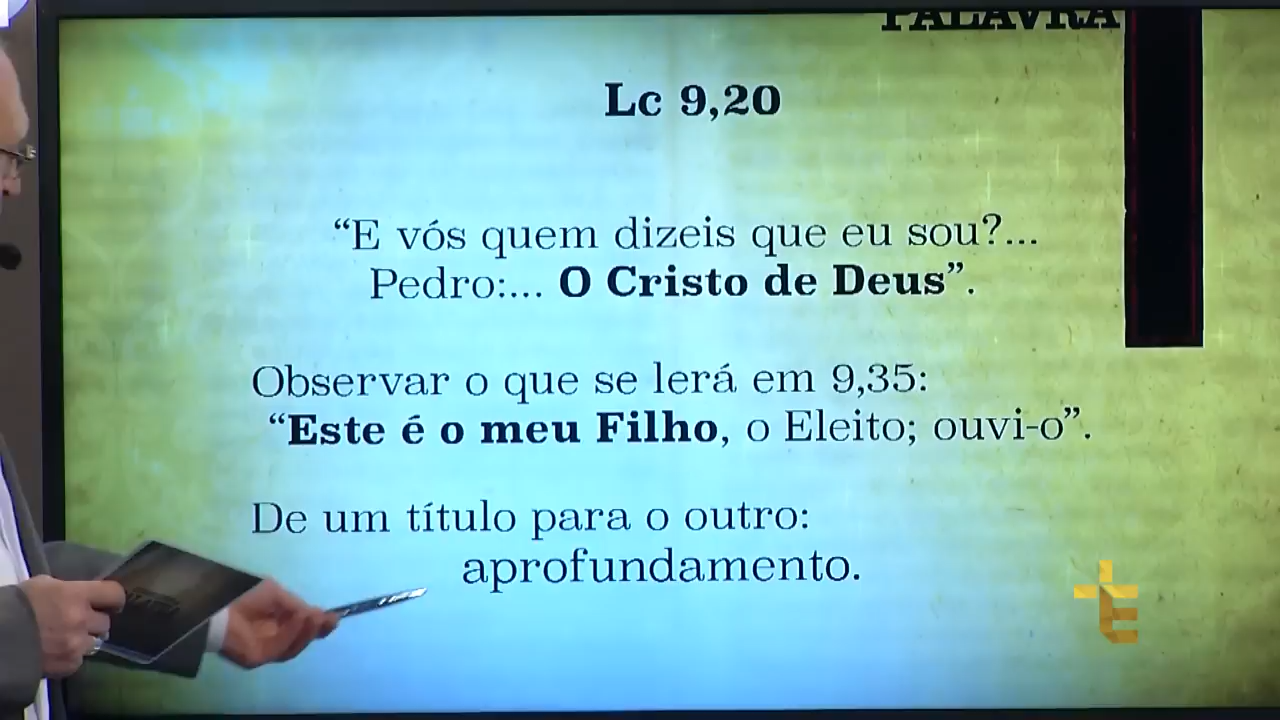 PALAVRA
Lc 9,20
“E vós quem dizeis que eu sou?...
Pedro:... O Cristo de Deus”.
Observar o que se lerá em 9,35:
“Este é o meu Filho, o Eleito; ouvi-o”.
De um título para o outro:
aprofundamento.